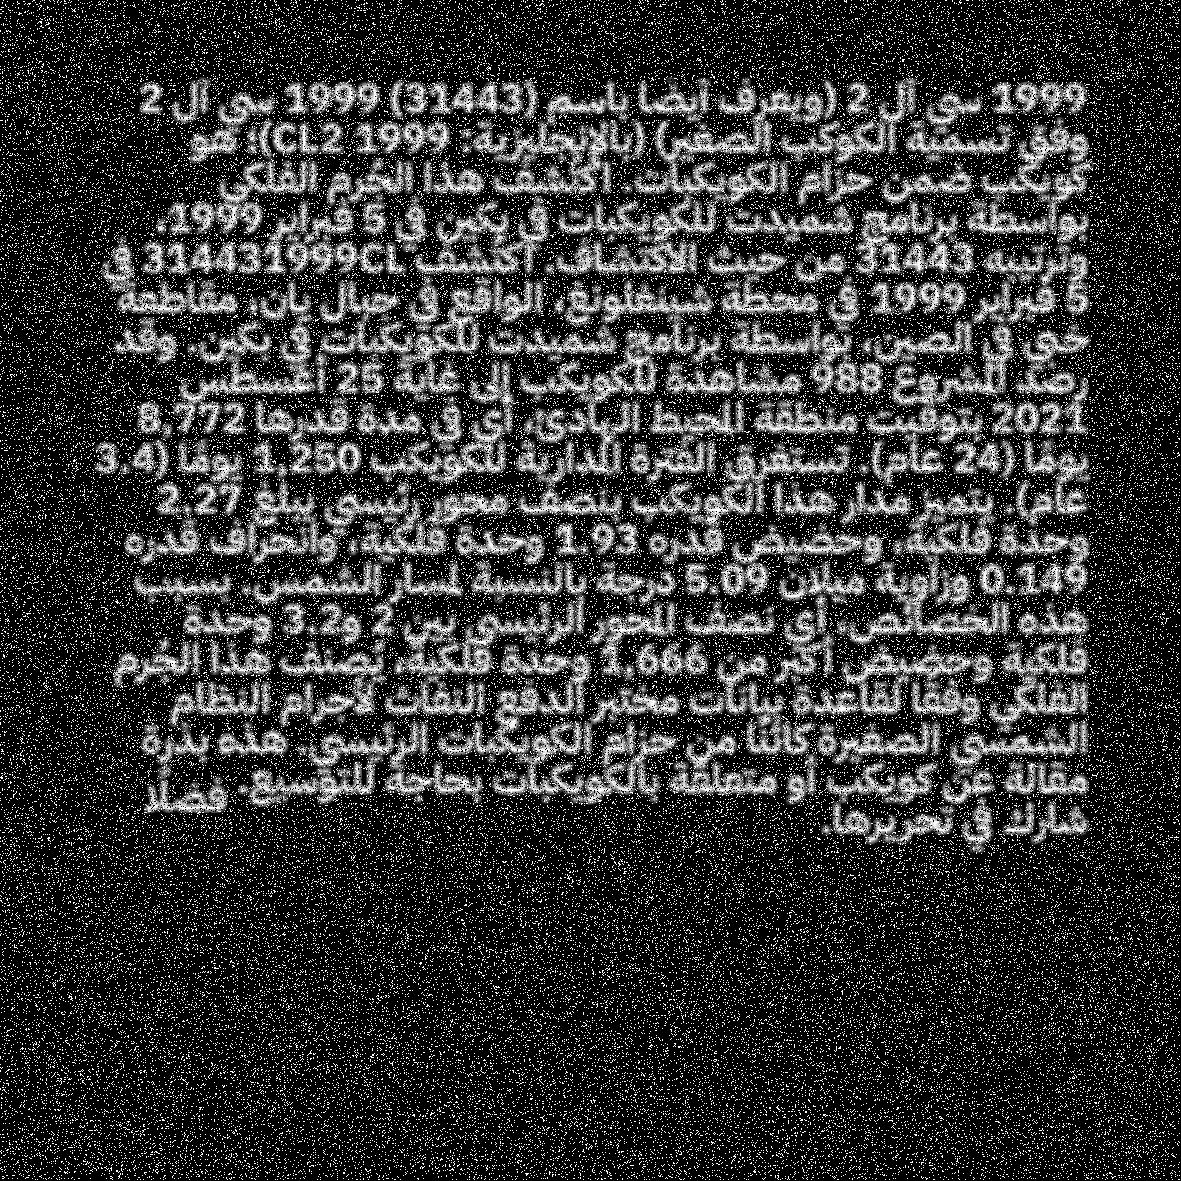 1999 سي أل 2 (ويعرف أيضا باسم (31443) 1999 سي أل 2
وفق تسمية الكوكب الصغير) (بالإنجليزية: 1999 CL2)؛ هو
كويكب ضمن حزام الكويكبات. اكتشف هذا الجُرم الفلكي
بواسطة برنامج شميدت للكويكبات في بكين في 5 فبراير 1999،
وترتيبه 31443 من حيث الاكتشاف. اكتشف 314431999CL في
5 فبراير 1999 في محطة شينغلونغ، الواقع في جبال يان، مقاطعة
خبي في الصين، بواسطة برنامج شميدت للكويكبات في بكين. وقد
رصد المشروع 988 مشاهدة للكويكب إلى غاية 25 أغسطس
2021 بتوقيت منطقة المحيط الهادئ، أي في مدة قدرها 8,772
يومًا (24 عام). تستغرق الفترة المدارية للكويكب 1,250 يومًا (3.4
عام). يتميز مدار هذا الكويكب بنصف محور رئيسي يبلغ 2.27
وحدة فلكية، وحضيض قدره 1.93 وحدة فلكية، وانحراف قدره
0.149 وزاوية ميلان 5.09 درجة بالنسبة لمسار الشمس. بسبب
هذه الخصائص، أي نصف المحور الرئيسي بين 2 و3.2 وحدة
فلكية وحضيض أكبر من 1.666 وحدة فلكية، يُصنف هذا الجُرم
الفلكي وفقا لقاعدة بيانات مختبر الدفع النفاث لأجرام النظام
الشمسي الصغيرة كائنًا من حزام الكويكبات الرئيسي. هذه بذرة
مقالة عن كويكب أو متعلقة بالكويكبات بحاجة للتوسيع. فضلًا
شارك في تحريرها.